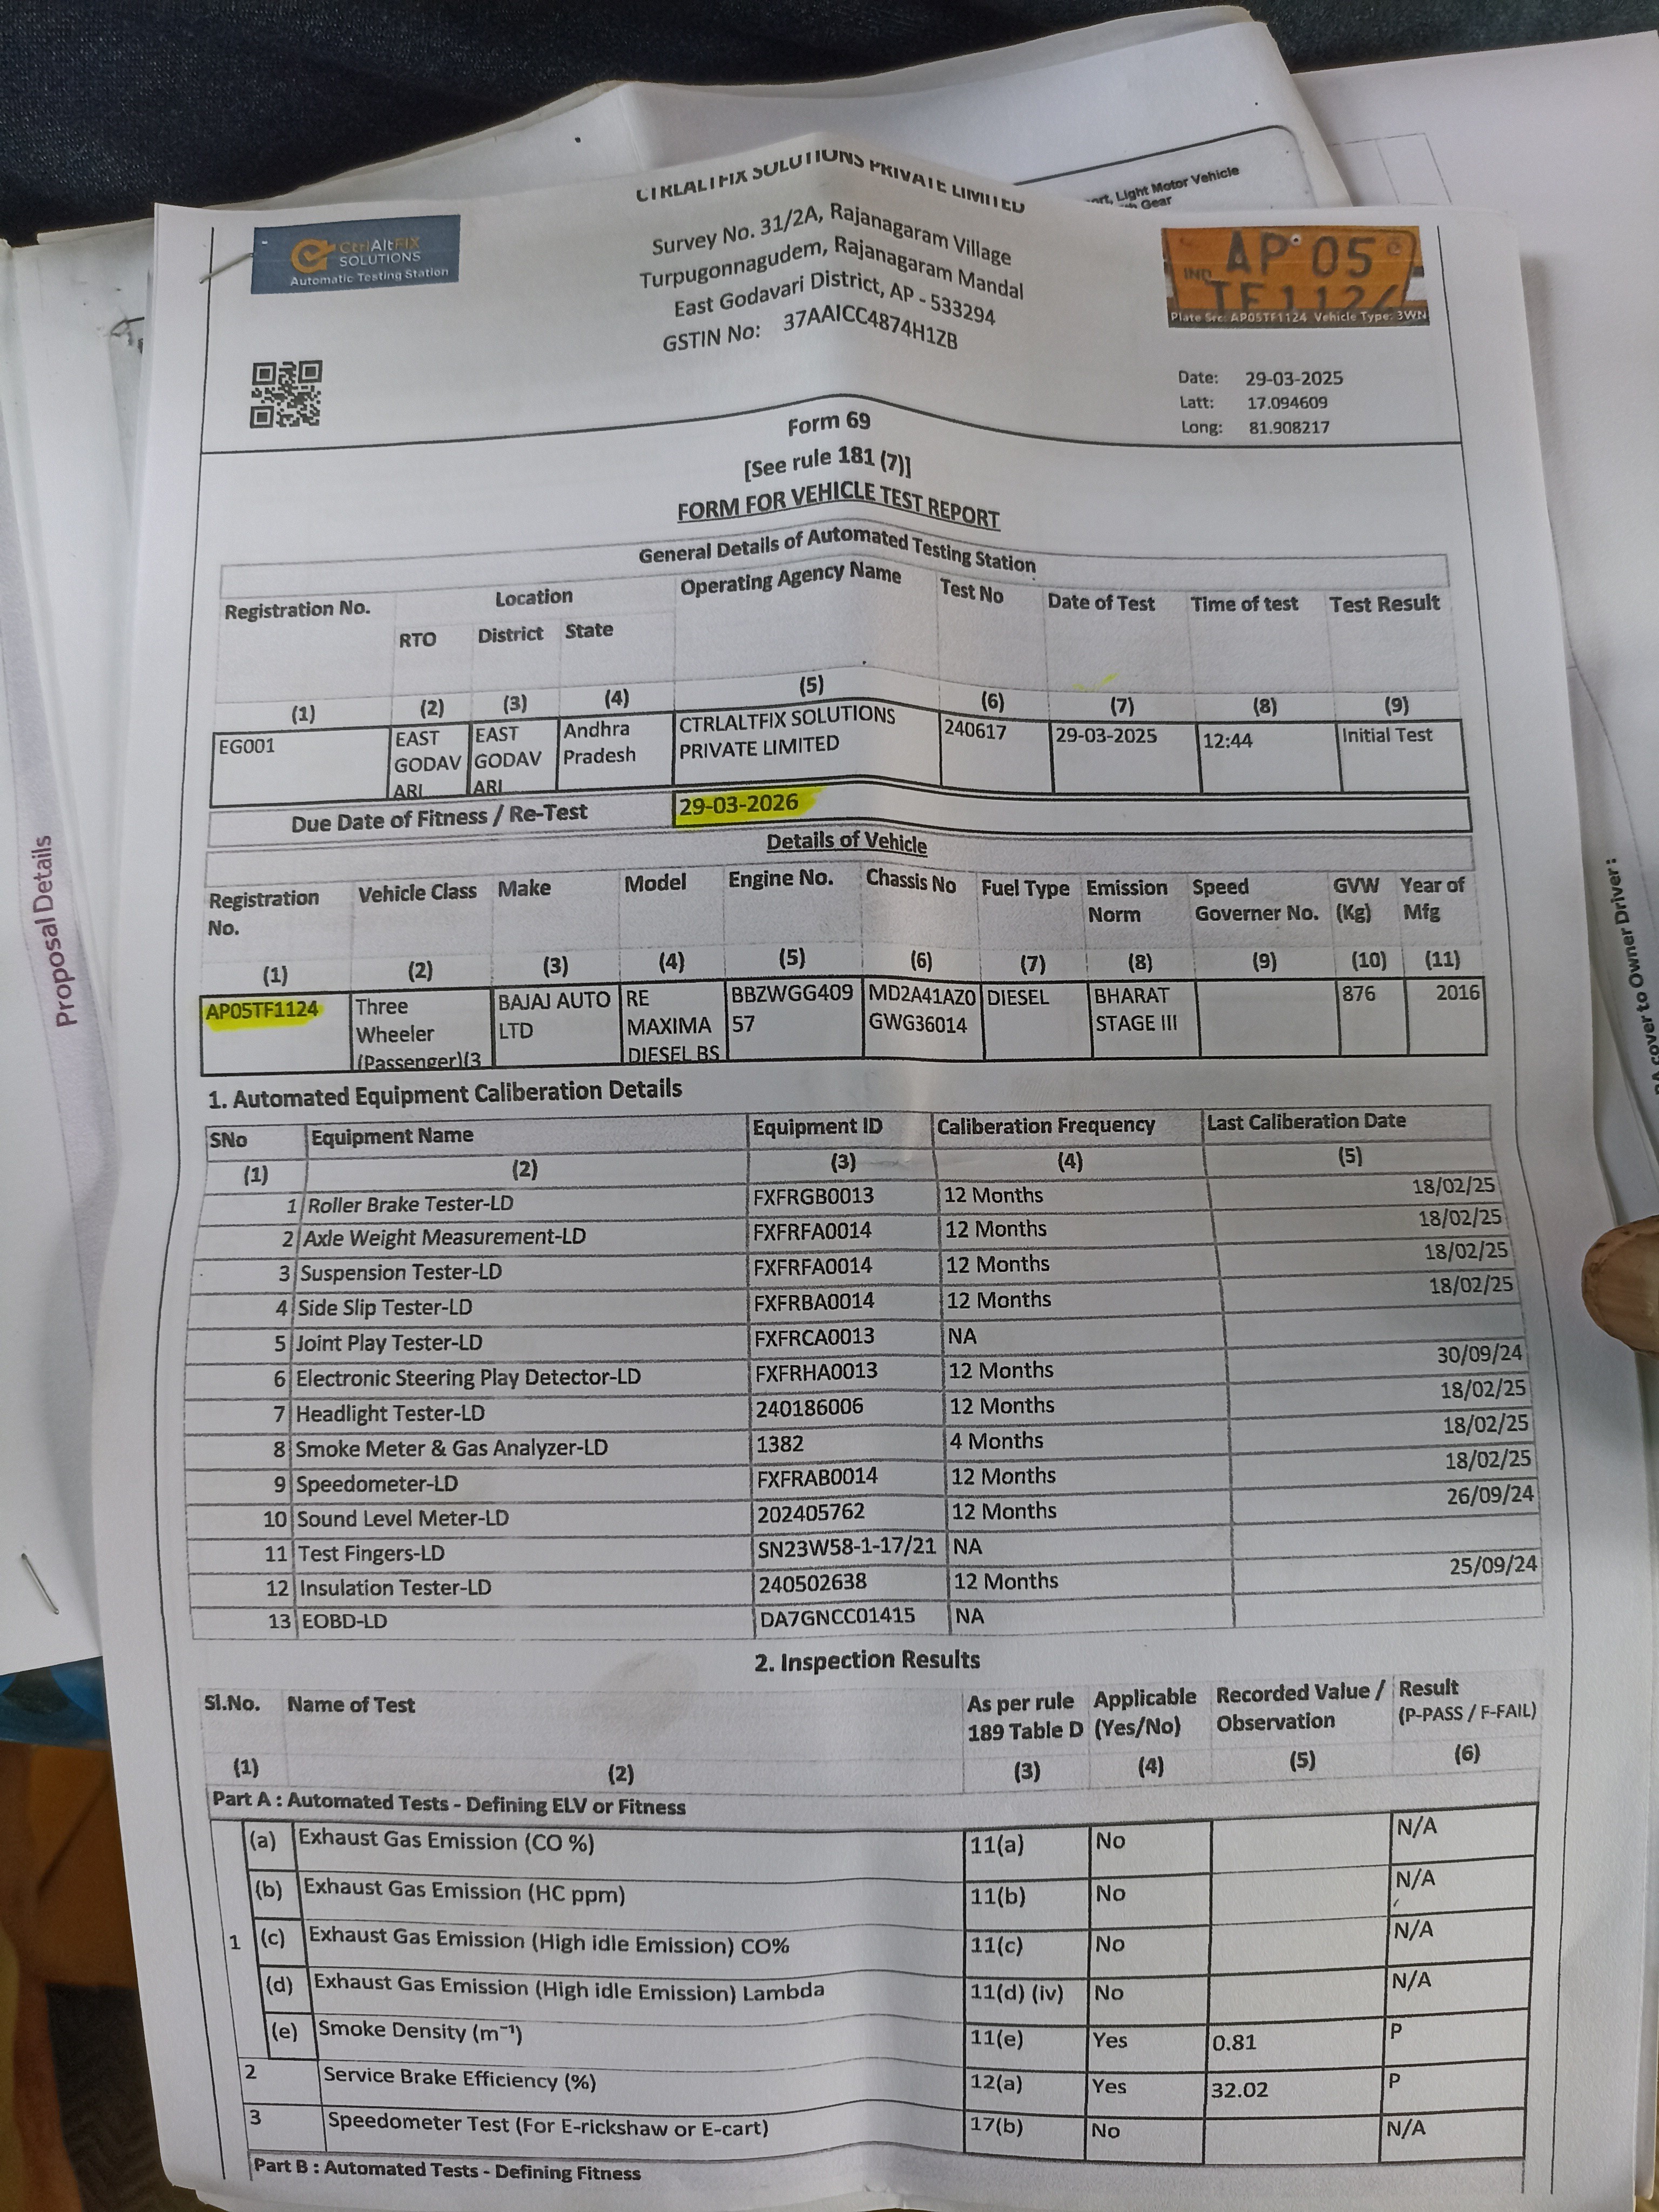 ort, Light Motor Vehicle
Gear
CtrlAltFIX
SOLUTIONS
Automatic Testing Station
CTRLALTFIX SOLUTIONS PRIVATE LIMITED
Survey No. 31/2A, Rajanagaram Village
Turpugonnagudem, Rajanagaram Mandal
East Godavari District, AP - 533294
GSTIN No: 37AAICC4874H1ZB
AP 05
IND
TF1124
Plate Src: AP05TF1124 Vehicle Type: 3WN
Date: 29-03-2025
Latt: 17.094609
Long: 81.908217
Form 69
[See rule 181 (7)]
FORM FOR VEHICLE TEST REPORT
General Details of Automated Testing Station
Registration No. Location Operating Agency Name Test No Date of Test Time of test Test Result
RTO District State
(1) (2) (3) (4) (5) (6) (7) (8) (9)
EG001 EAST EAST Andhra CTRLALTFIX SOLUTIONS 240617 29-03-2025 12:44 Initial Test
GODAV GODAV Pradesh PRIVATE LIMITED
ARI ARI
Due Date of Fitness / Re-Test 29-03-2026
Details of Vehicle
Registration Vehicle Class Make Model Engine No. Chassis No Fuel Type Emission Speed GVW Year of
No. Norm Governer No. (Kg) Mfg
(1) (2) (3) (4) (5) (6) (7) (8) (9) (10) (11)
AP05TF1124 Three BAJAJ AUTO RE BBZWGG409 MD2A41AZ0 DIESEL BHARAT 876 2016
Wheeler LTD MAXIMA 57 GWG36014 STAGE III
(Passenger)(3 DIESEL BS
1. Automated Equipment Caliberation Details
SNo Equipment Name Equipment ID Caliberation Frequency Last Caliberation Date
(1) (2) (3) (4) (5)
1 Roller Brake Tester-LD FXFRGB0013 12 Months 18/02/25
2 Axle Weight Measurement-LD FXFRFA0014 12 Months 18/02/25
3 Suspension Tester-LD FXFRFA0014 12 Months 18/02/25
4 Side Slip Tester-LD FXFRBA0014 12 Months 18/02/25
5 Joint Play Tester-LD FXFRCA0013 NA
6 Electronic Steering Play Detector-LD FXFRHA0013 12 Months 30/09/24
7 Headlight Tester-LD 240186006 12 Months 18/02/25
8 Smoke Meter & Gas Analyzer-LD 1382 4 Months 18/02/25
9 Speedometer-LD FXFRAB0014 12 Months 18/02/25
10 Sound Level Meter-LD 202405762 12 Months 26/09/24
11 Test Fingers-LD SN23W58-1-17/21 NA
12 Insulation Tester-LD 240502638 12 Months 25/09/24
13 EOBD-LD DA7GNCC01415 NA
2. Inspection Results
Sl.No. Name of Test As per rule Applicable Recorded Value / Result
189 Table D (Yes/No) Observation (P-PASS / F-FAIL)
(1) (2) (3) (4) (5) (6)
Part A : Automated Tests - Defining ELV or Fitness
(a) Exhaust Gas Emission (CO %) 11(a) No N/A
(b) Exhaust Gas Emission (HC ppm) 11(b) No N/A
1 (c) Exhaust Gas Emission (High idle Emission) CO% 11(c) No N/A
(d) Exhaust Gas Emission (High idle Emission) Lambda 11(d) (iv) No N/A
(e) Smoke Density (m⁻¹) 11(e) Yes 0.81 P
2 Service Brake Efficiency (%) 12(a) Yes 32.02 P
3 Speedometer Test (For E-rickshaw or E-cart) 17(b) No N/A
Part B : Automated Tests - Defining Fitness
Proposal Details
cover to Owner Driver: